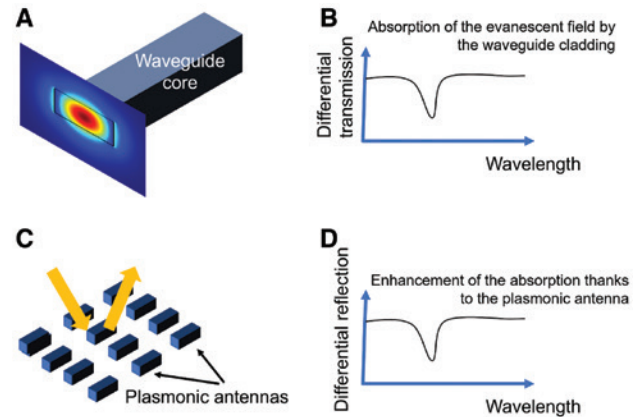 A
Waveguide
core
B
Absorption of the evanescent field by
the waveguide cladding
Differential
transmission
Wavelength
C
Plasmonic antennas
D
Enhancement of the absorption thanks
to the plasmonic antenna
Differential reflection
Wavelength